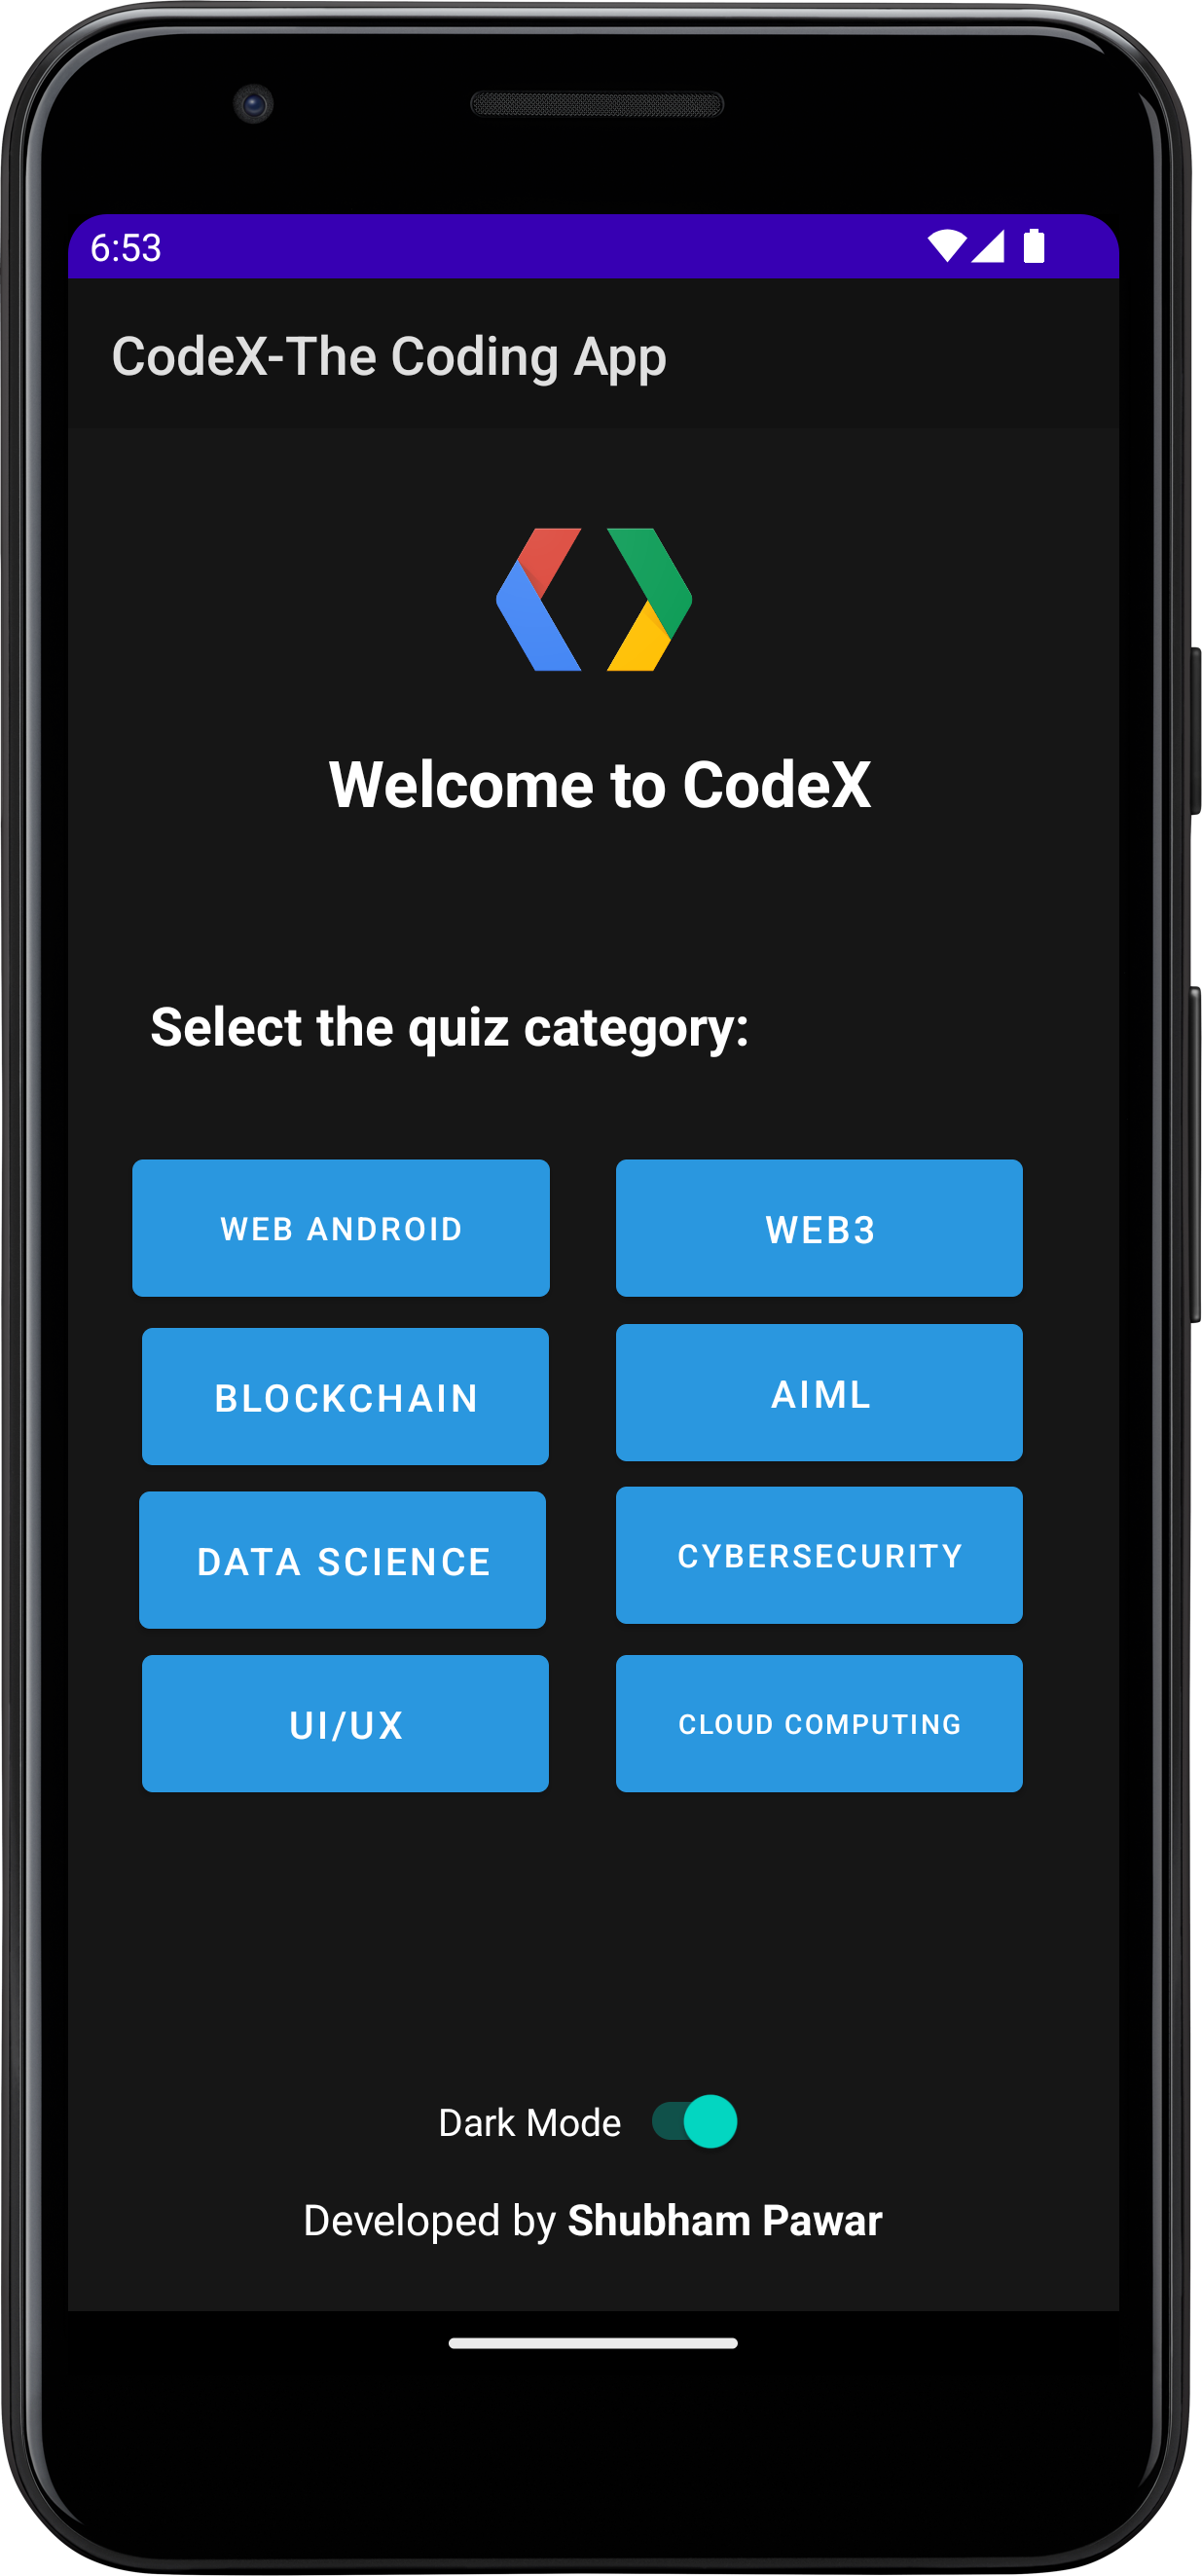 6:53
CodeX-The Coding App
Welcome to CodeX
Select the quiz category:
WEB ANDROID
WEB3
BLOCKCHAIN
AIML
DATA SCIENCE
CYBERSECURITY
UI/UX
CLOUD COMPUTING
Dark Mode
Developed by Shubham Pawar